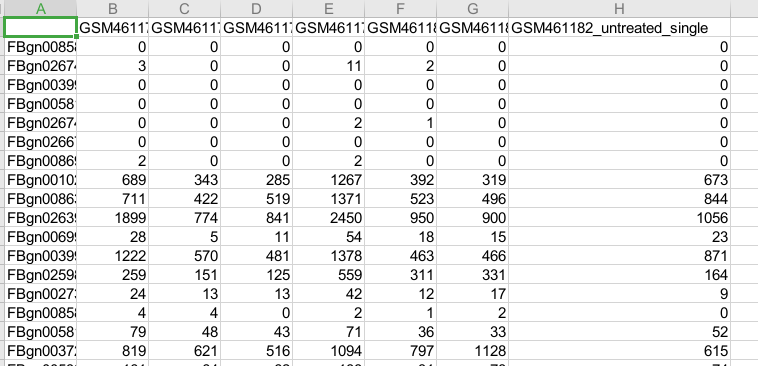 A B C D E F G H
GSM4611 GSM4611 GSM4611 GSM4611 GSM46118 GSM46118 GSM461182_untreated_single
FBgn0085 0 0 0 0 0 0 0
FBgn0267 3 0 0 11 2 0 0
FBgn0039 0 0 0 0 0 0 0
FBgn0058 0 0 0 0 0 0 0
FBgn0267 0 0 0 2 1 0 0
FBgn0266 0 0 0 0 0 0 0
FBgn0086 2 0 0 2 0 0 0
FBgn0010 689 343 285 1267 392 319 673
FBgn0086 711 422 519 1371 523 496 844
FBgn0263 1899 774 841 2450 950 900 1056
FBgn0069 28 5 11 54 18 15 23
FBgn0039 1222 570 481 1378 463 466 871
FBgn0259 259 151 125 559 311 331 164
FBgn0027 24 13 13 42 12 17 9
FBgn0085 4 4 0 2 1 2 0
FBgn0058 79 48 43 71 36 33 52
FBgn0037 819 621 516 1094 797 1128 615